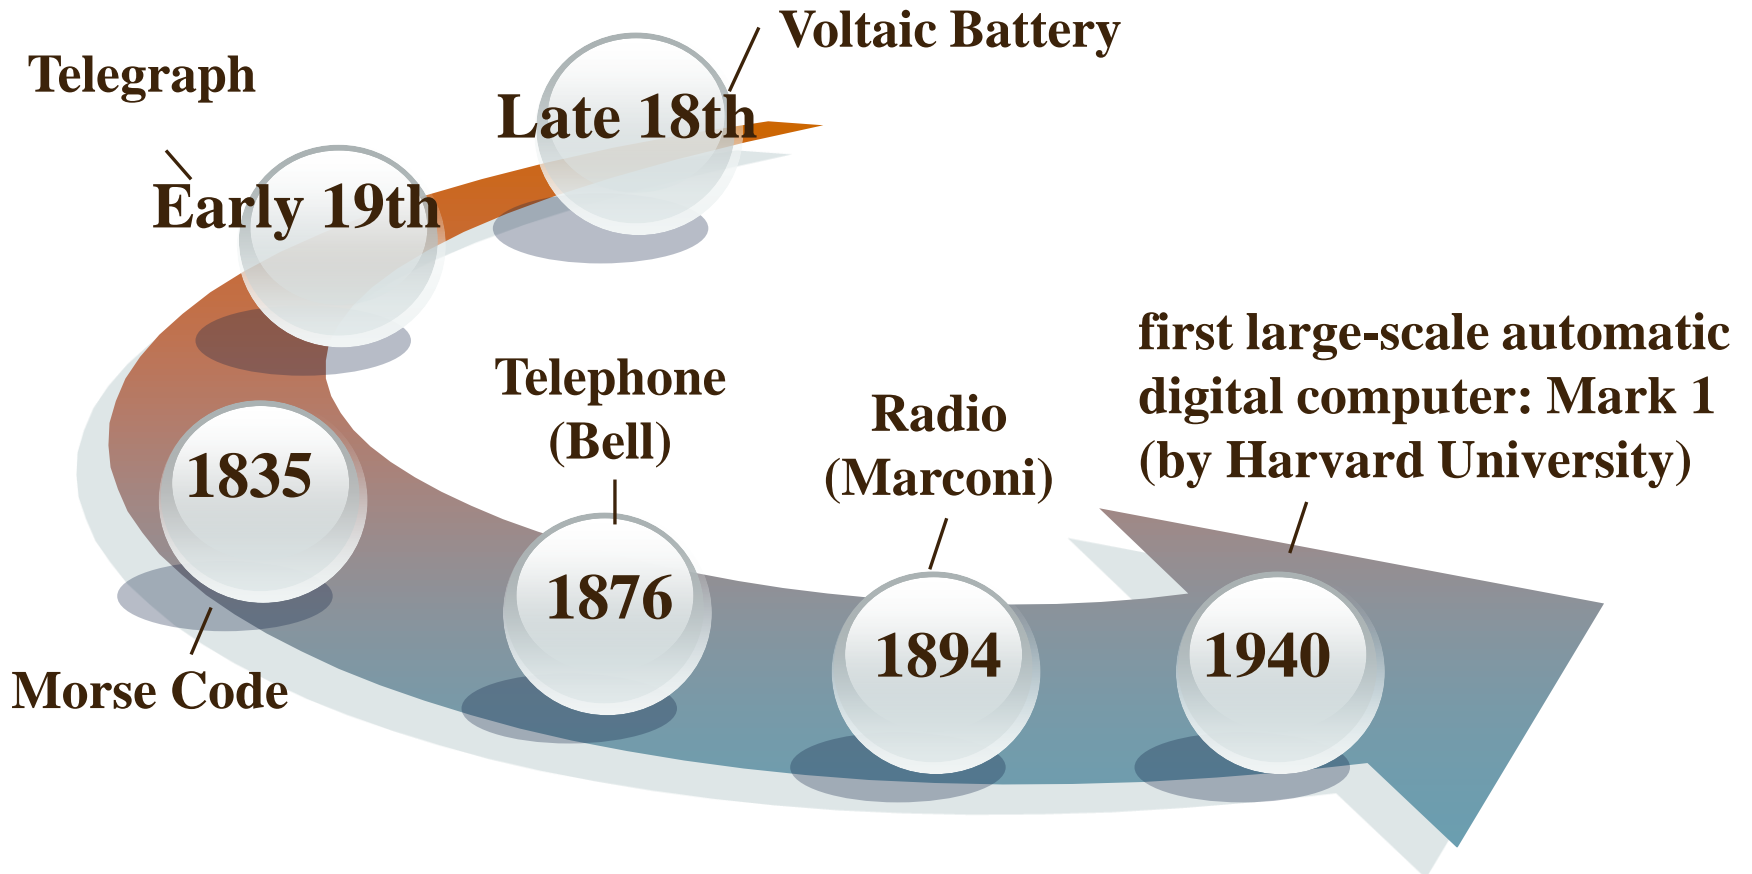 Voltaic Battery
Late 18th
Telegraph
Early 19th
1835
Morse Code
Telephone
(Bell)
1876
Radio
(Marconi)
1894
first large-scale automatic
digital computer: Mark 1
(by Harvard University)
1940